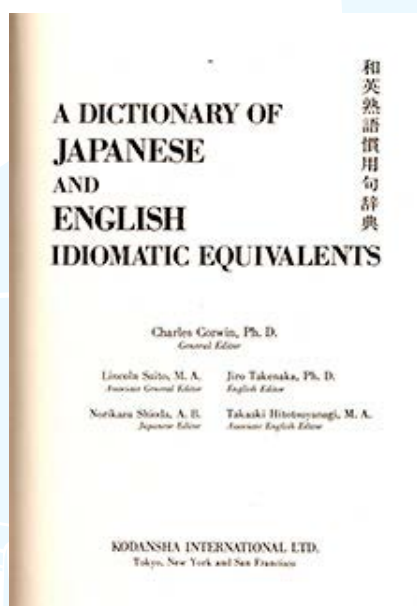 和英熟語慣用句辞典
A DICTIONARY OF
JAPANESE
AND
ENGLISH
IDIOMATIC EQUIVALENTS
Charles Corwin, Ph. D.
General Editor
Lincoln Saito, M. A.
Associate General Editor
Jiro Takenaka, Ph. D.
English Editor
Norikazu Shioda, A. B.
Japanese Editor
Takaaki Hitotsuyanagi, M. A.
Associate English Editor
KODANSHA INTERNATIONAL LTD.
Tokyo, New York and San Francisco